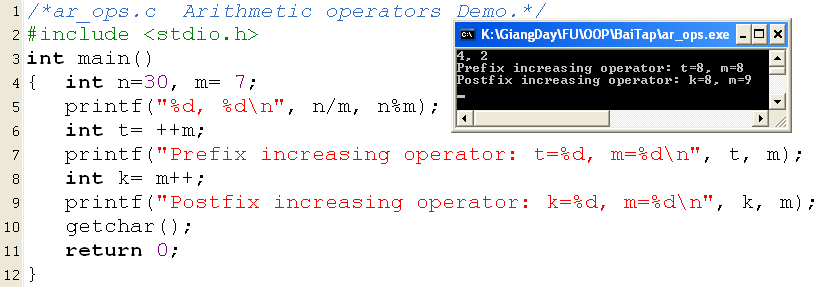 1 /*ar_ops.c  Arithmetic operators Demo.*/
2 #include <stdio.h>
3 int main()
4 {  int n=30, m= 7;
5    printf("%d, %d\n", n/m, n%m);
6    int t= ++m;
7    printf("Prefix increasing operator: t=%d, m=%d\n", t, m);
8    int k= m++;
9    printf("Postfix increasing operator: k=%d, m=%d\n", k, m);
10    getchar();
11    return 0;
12 }
K:\GiangDay\FU\OOP\BaiTap\ar_ops.exe
4, 2
Prefix increasing operator: t=8, m=8
Postfix increasing operator: k=8, m=9